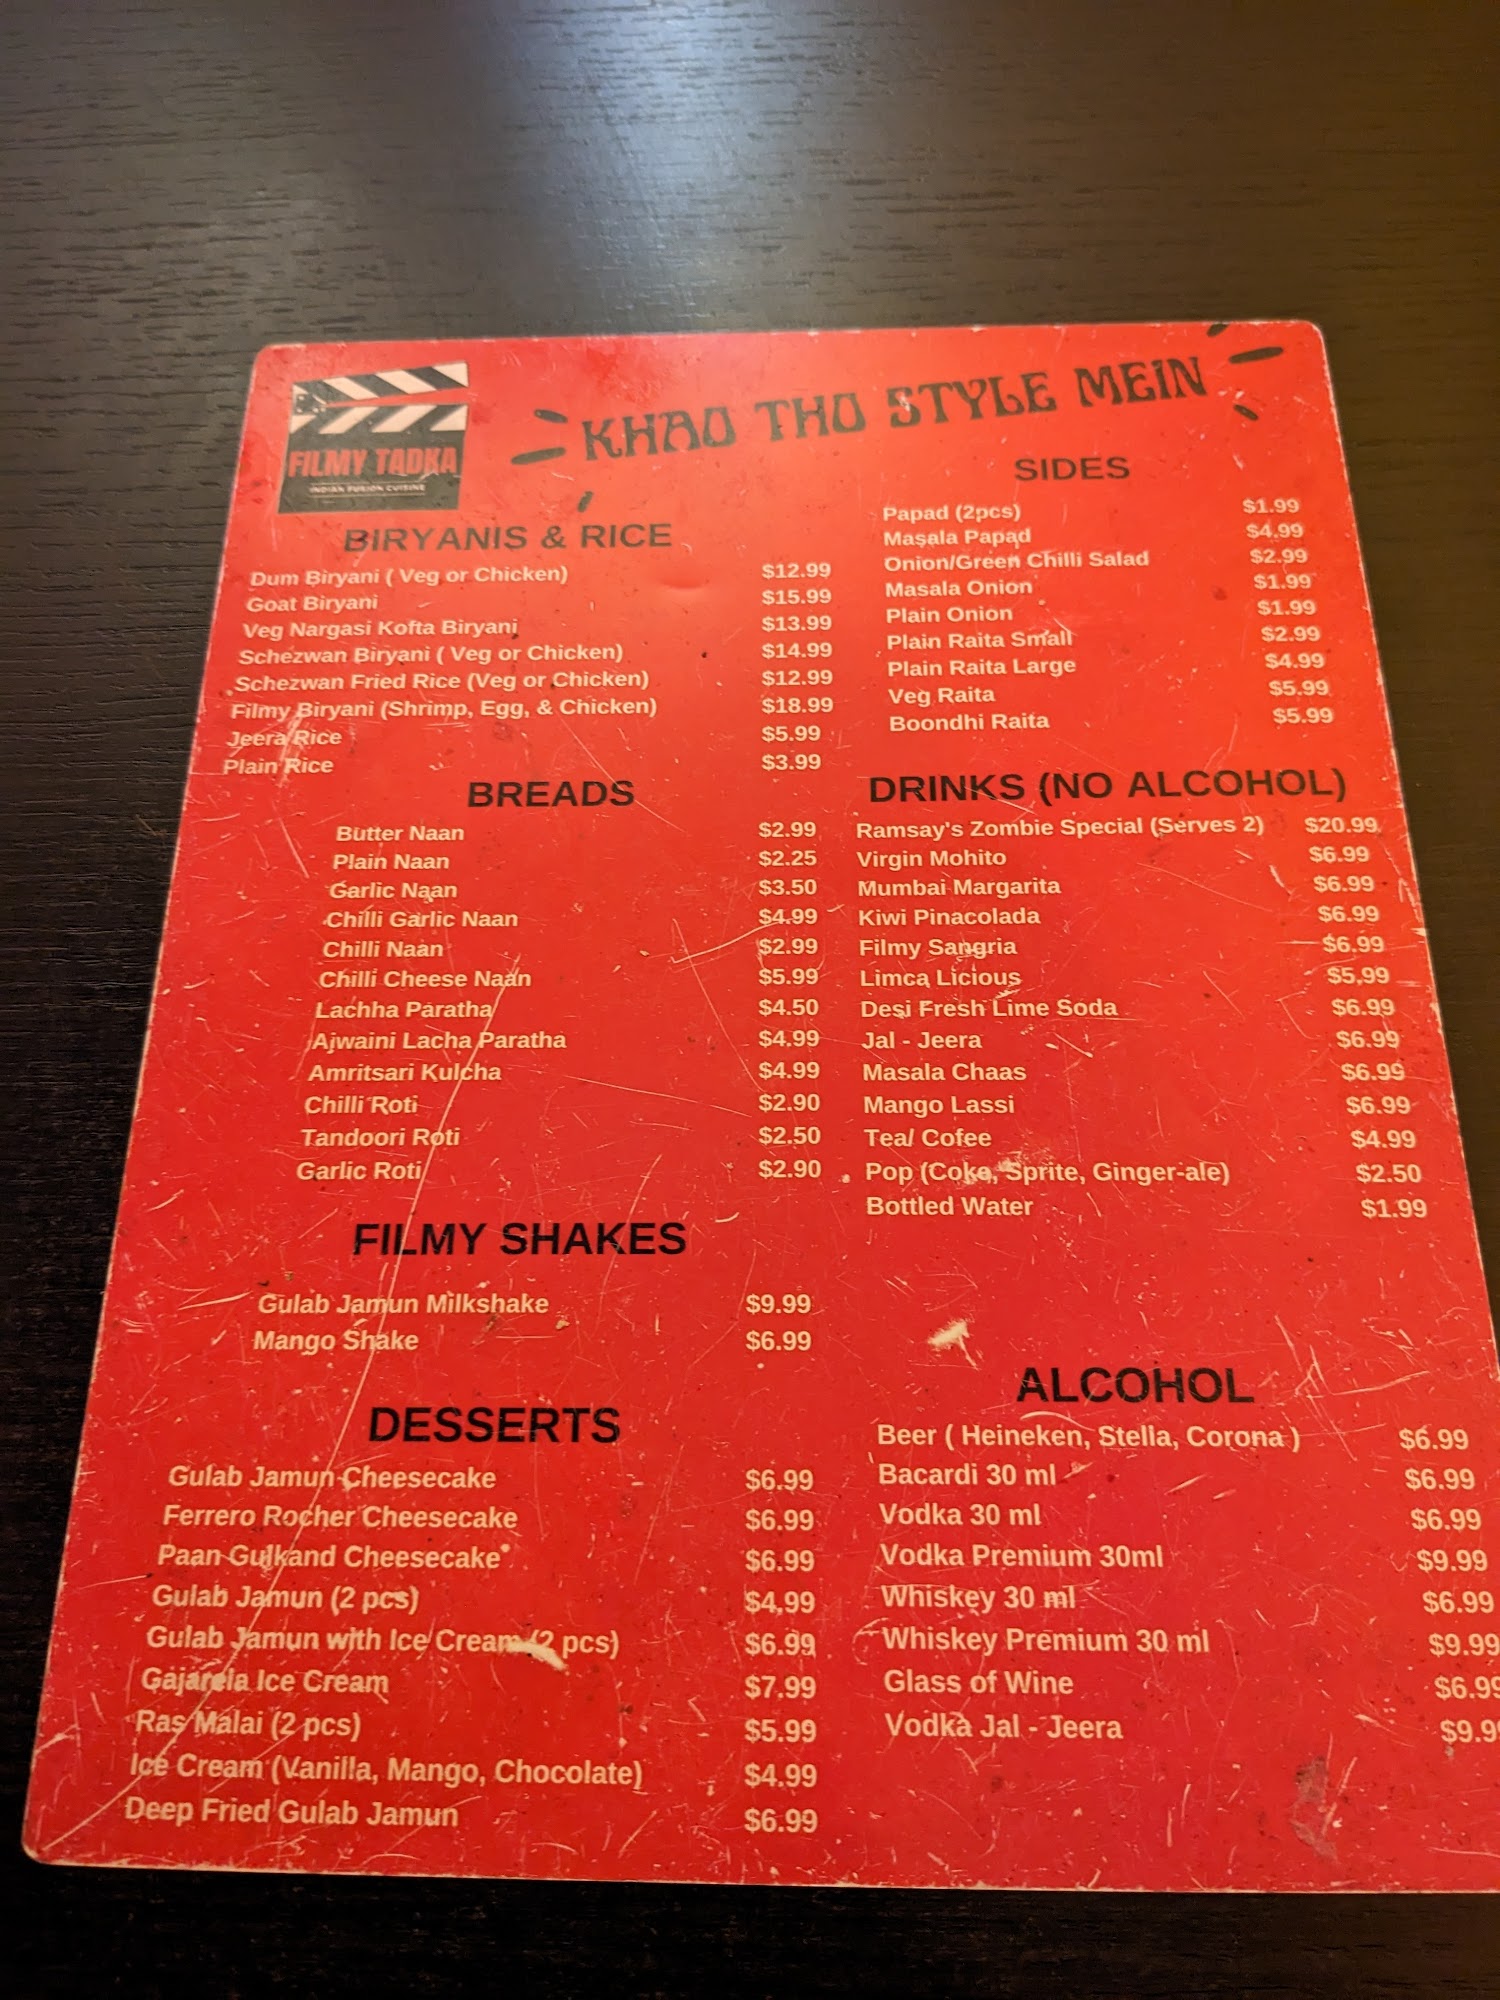 FILMY TADKA
INDIAN FUSION CUISINE
KHAO THO STYLE MEIN
BIRYANIS & RICE
Dum Biryani ( Veg or Chicken) $12.99
Goat Biryani $15.99
Veg Nargasi Kofta Biryani $13.99
Schezwan Biryani ( Veg or Chicken) $14.99
Schezwan Fried Rice (Veg or Chicken) $12.99
Filmy Biryani (Shrimp, Egg, & Chicken) $18.99
Jeera Rice $5.99
Plain Rice $3.99
BREADS
Butter Naan $2.99
Plain Naan $2.25
Garlic Naan $3.50
Chilli Garlic Naan $4.99
Chilli Naan $2.99
Chilli Cheese Naan $5.99
Lachha Paratha $4.50
Ajwaini Lacha Paratha $4.99
Amritsari Kulcha $4.99
Chilli Roti $2.90
Tandoori Roti $2.50
Garlic Roti $2.90
FILMY SHAKES
Gulab Jamun Milkshake $9.99
Mango Shake $6.99
DESSERTS
Gulab Jamun Cheesecake $6.99
Ferrero Rocher Cheesecake $6.99
Paan Gulkand Cheesecake $6.99
Gulab Jamun (2 pcs) $4.99
Gulab Jamun with Ice Cream (2 pcs) $6.99
Gajarela Ice Cream $7.99
Ras Malai (2 pcs) $5.99
Ice Cream (Vanilla, Mango, Chocolate) $4.99
Deep Fried Gulab Jamun $6.99
SIDES
Papad (2pcs) $1.99
Masala Papad $4.99
Onion/Green Chilli Salad $2.99
Masala Onion $1.99
Plain Onion $1.99
Plain Raita Small $2.99
Plain Raita Large $4.99
Veg Raita $5.99
Boondhi Raita $5.99
DRINKS (NO ALCOHOL)
Ramsay's Zombie Special (Serves 2) $20.99
Virgin Mohito $6.99
Mumbai Margarita $6.99
Kiwi Pinacolada $6.99
Filmy Sangria $6.99
Limca Licious $5.99
Desi Fresh Lime Soda $6.99
Jal - Jeera $6.99
Masala Chaas $6.99
Mango Lassi $6.99
Tea/ Cofee $4.99
Pop (Coke, Sprite, Ginger-ale) $2.50
Bottled Water $1.99
ALCOHOL
Beer ( Heineken, Stella, Corona ) $6.99
Bacardi 30 ml $6.99
Vodka 30 ml $6.99
Vodka Premium 30ml $9.99
Whiskey 30 ml $6.99
Whiskey Premium 30 ml $9.99
Glass of Wine $6.99
Vodka Jal - Jeera $9.9